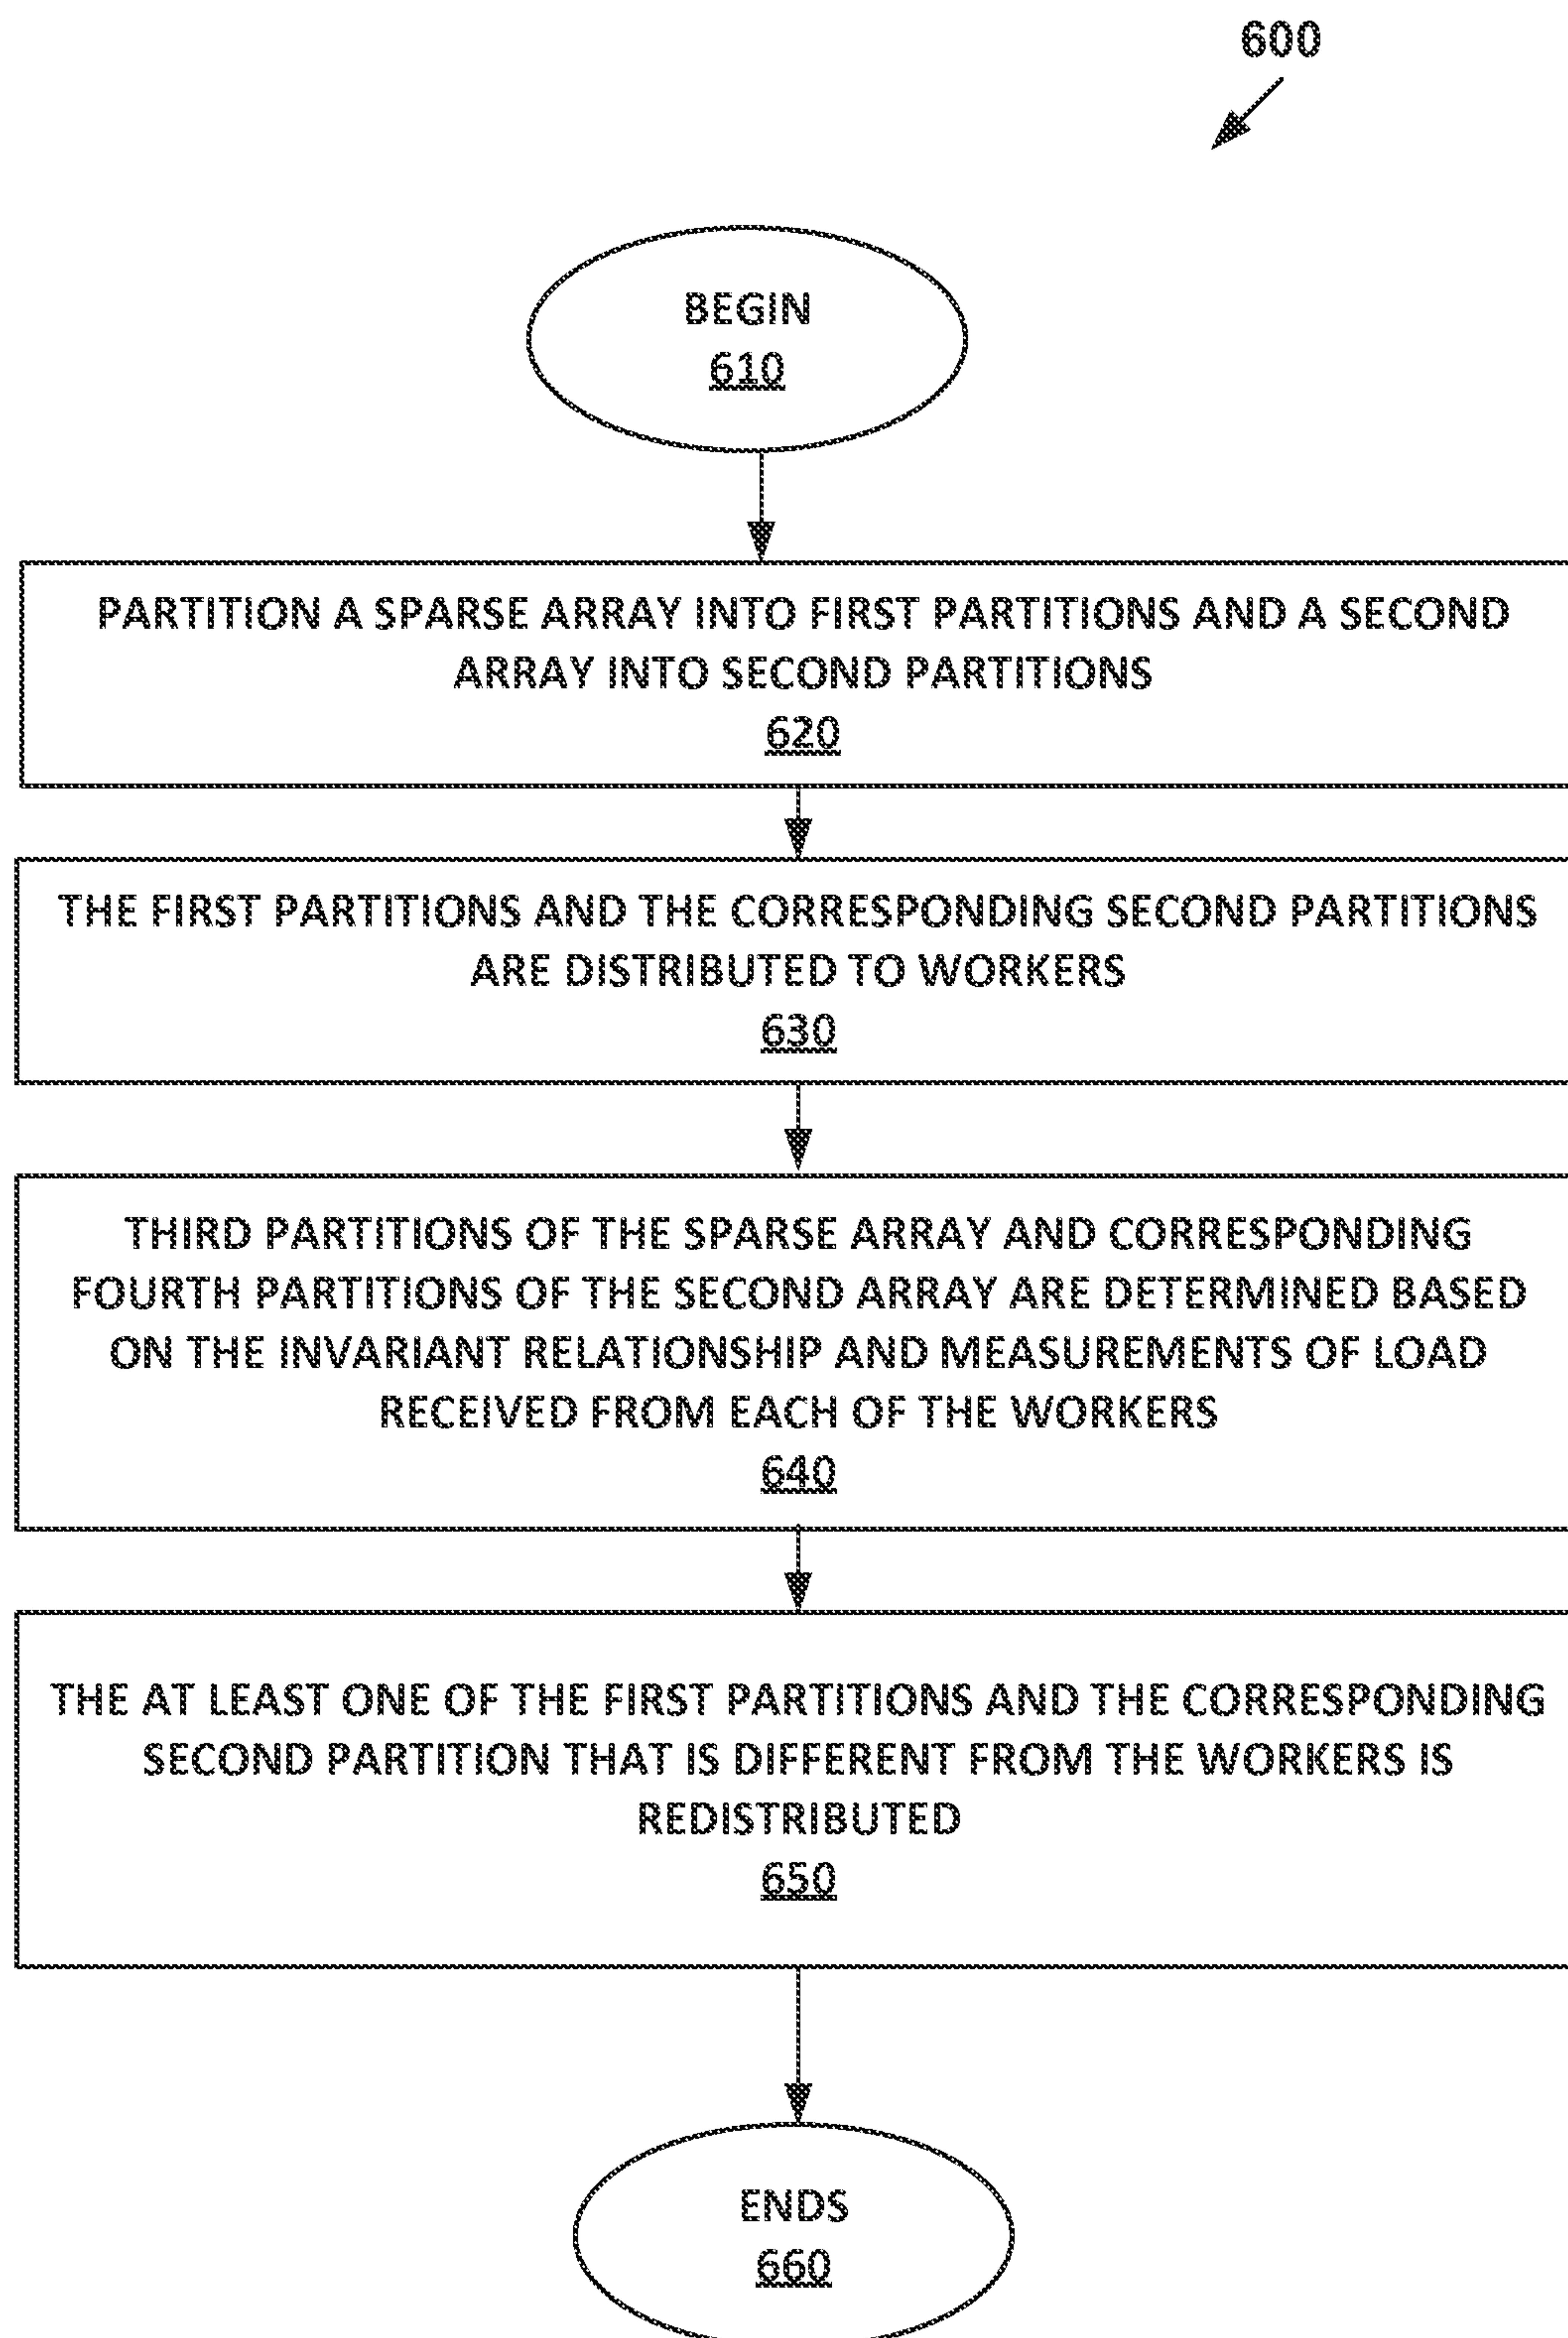 600
BEGIN
610
PARTITION A SPARSE ARRAY INTO FIRST PARTITIONS AND A SECOND
ARRAY INTO SECOND PARTITIONS
620
THE FIRST PARTITIONS AND THE CORRESPONDING SECOND PARTITIONS
ARE DISTRIBUTED TO WORKERS
630
THIRD PARTITIONS OF THE SPARSE ARRAY AND CORRESPONDING
FOURTH PARTITIONS OF THE SECOND ARRAY ARE DETERMINED BASED
ON THE INVARIANT RELATIONSHIP AND MEASUREMENTS OF LOAD
RECEIVED FROM EACH OF THE WORKERS
640
THE AT LEAST ONE OF THE FIRST PARTITIONS AND THE CORRESPONDING
SECOND PARTITION THAT IS DIFFERENT FROM THE WORKERS IS
REDISTRIBUTED
650
ENDS
660